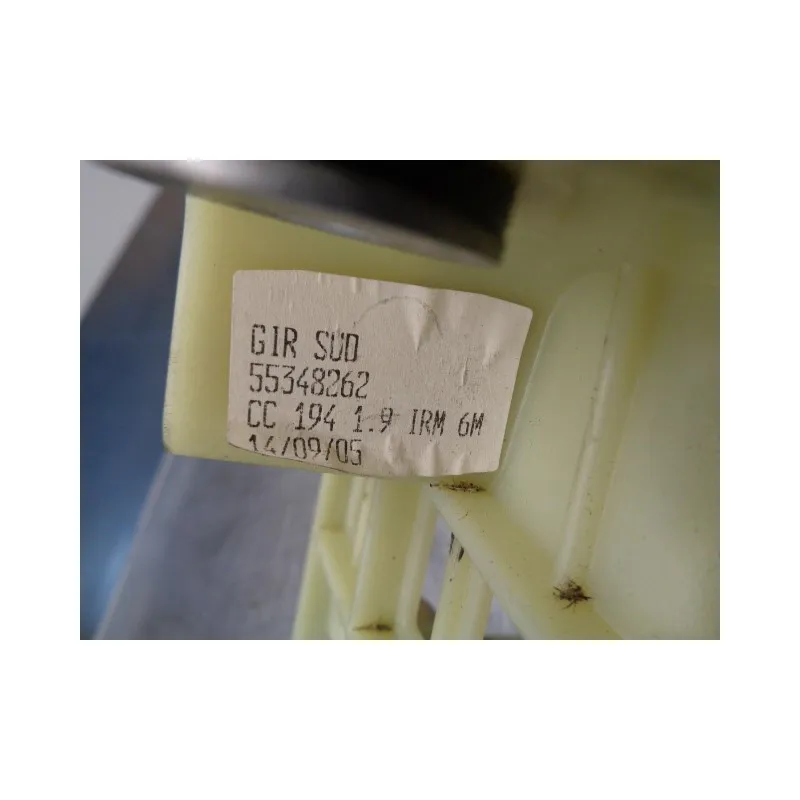 GIR SUD
55348262
CC 194 1.9 IRM 6M
14/09/05